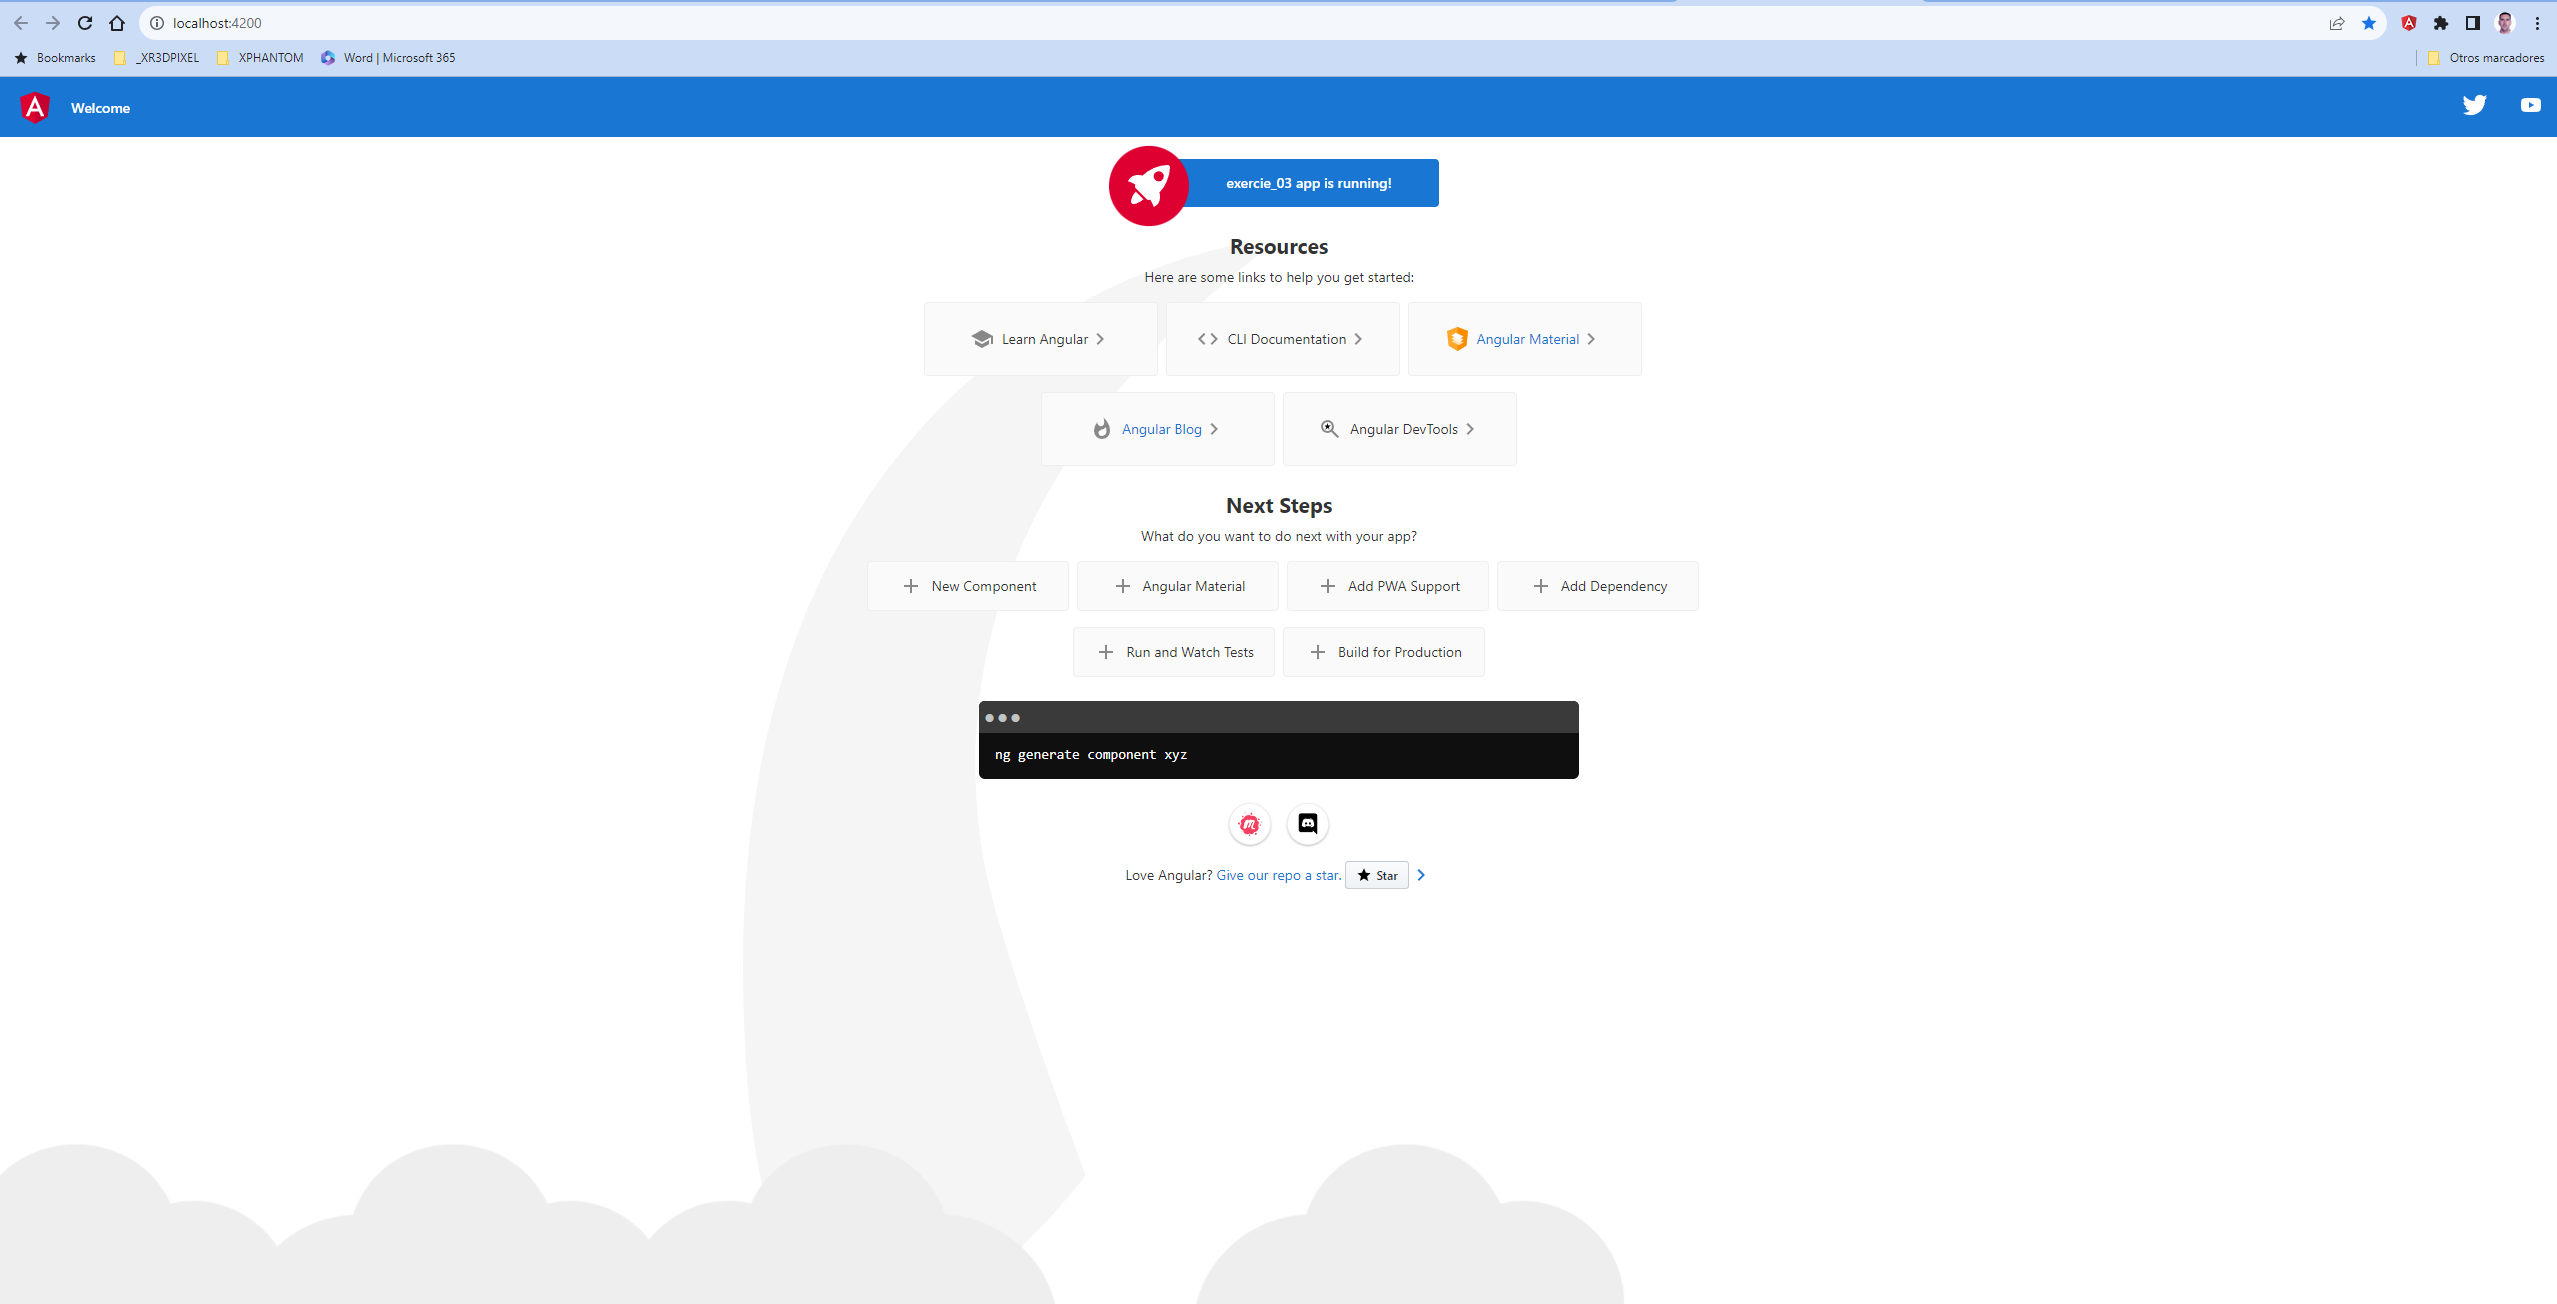 localhost:4200
Bookmarks _XR3DPIXEL XPHANTOM Word | Microsoft 365 Otros marcadores
Welcome
exercie_03 app is running!
Resources
Here are some links to help you get started:
Learn Angular CLI Documentation Angular Material
Angular Blog Angular DevTools
Next Steps
What do you want to do next with your app?
New Component Angular Material Add PWA Support Add Dependency
Run and Watch Tests Build for Production
ng generate component xyz
Love Angular? Give our repo a star. Star